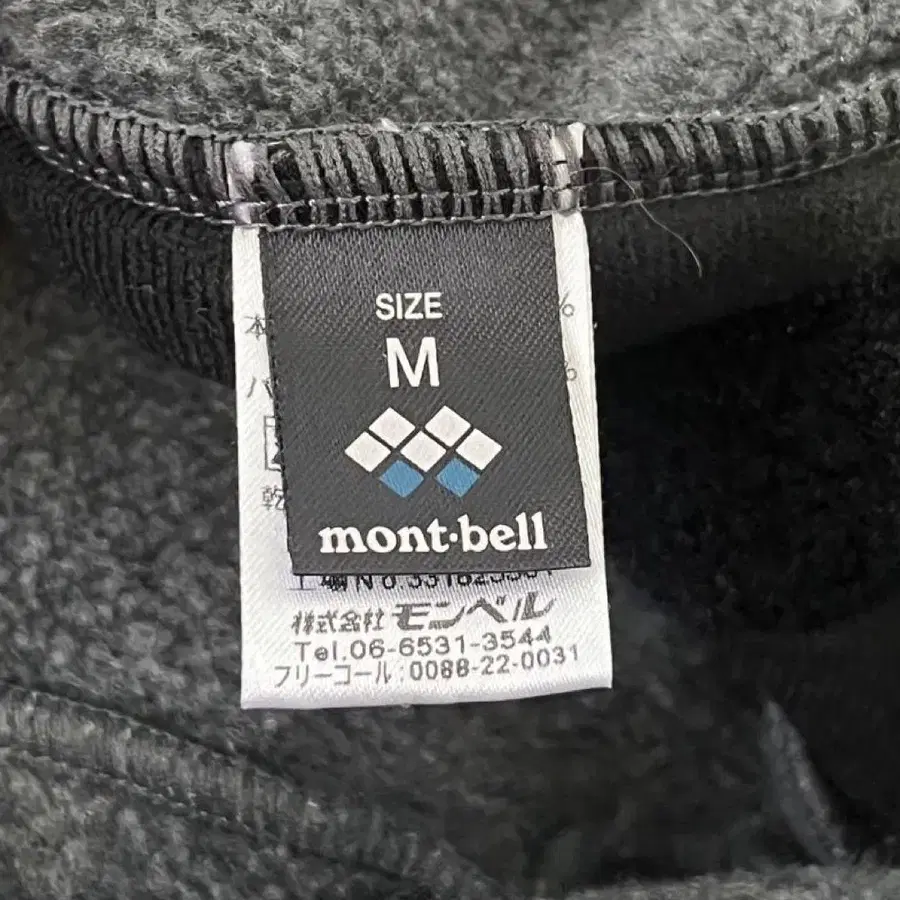 SIZE
M
mont·bell
株式会社 モンベル
Tel.06-6531-3544
フリーコール:0088-22-0031